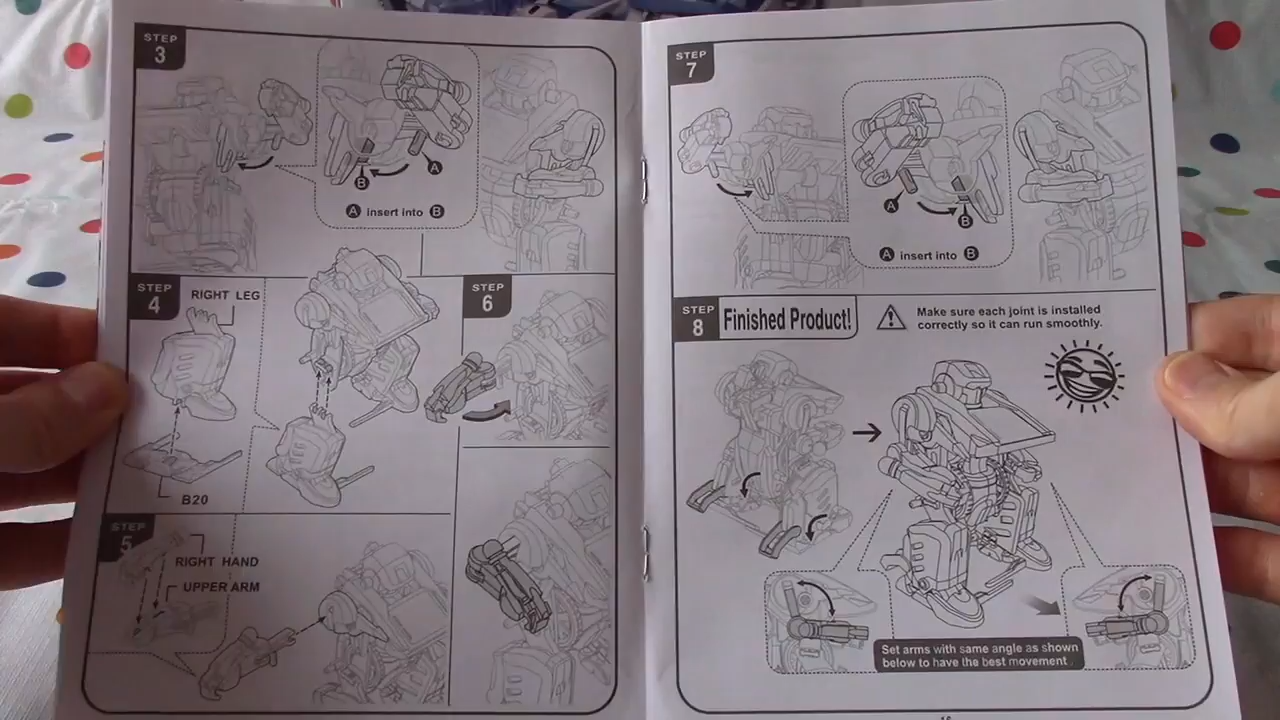 STEP
3
A
B
A insert into B
STEP
4
RIGHT LEG
B20
STEP
5
RIGHT HAND
UPPER ARM
STEP
6
STEP
7
A
B
A insert into B
STEP
8
Finished Product!
Make sure each joint is installed
correctly so it can run smoothly.
Set arms with same angle as shown
below to have the best movement